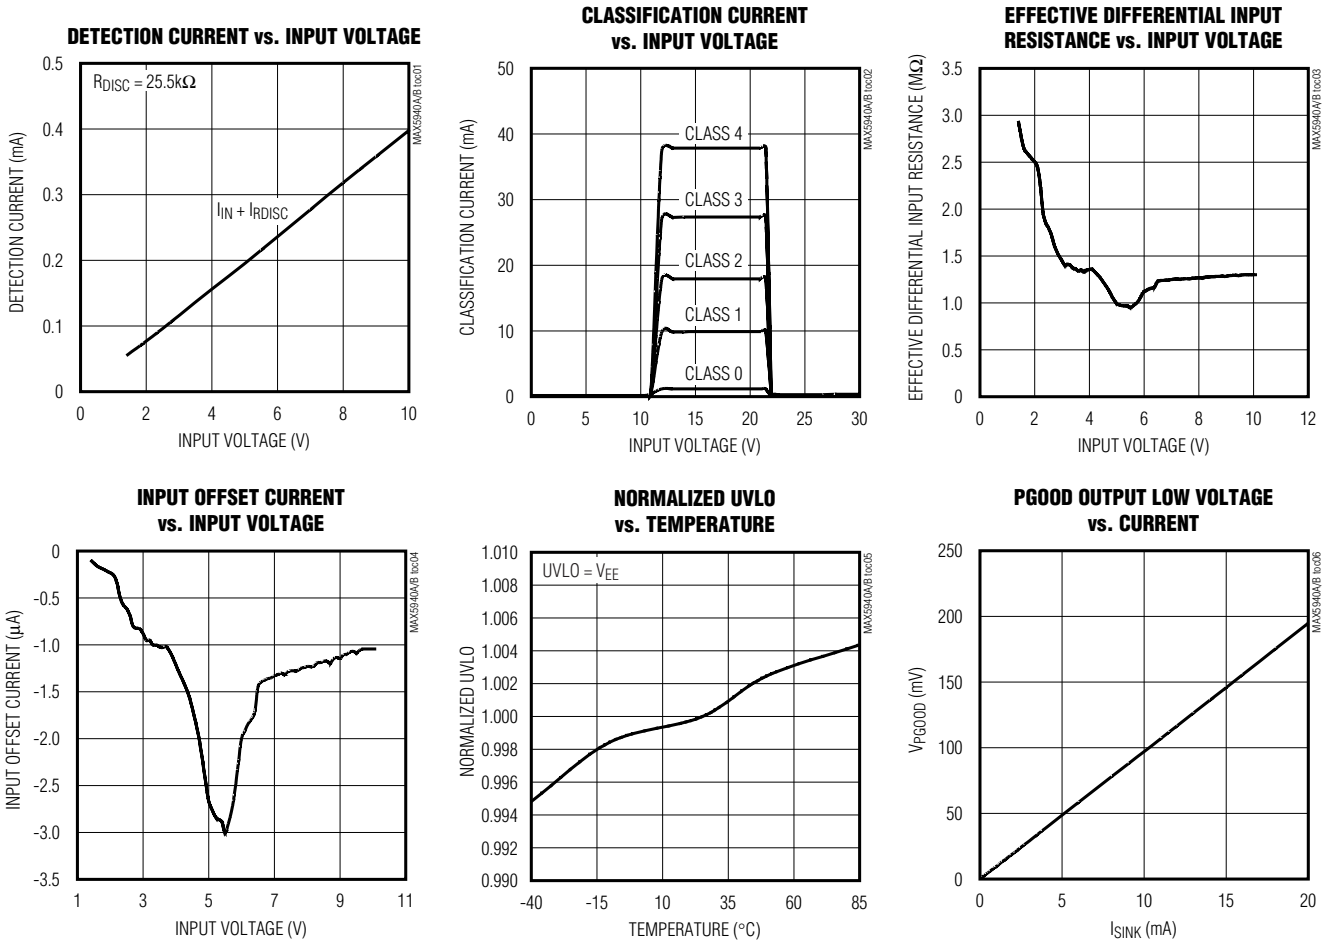 DETECTION CURRENT vs. INPUT VOLTAGE
0.5
0.4
0.3
0.2
0.1
0
DETECTION CURRENT (mA)
RDISC = 25.5kΩ
IIN + IRDISC
MAX5940A/B toc01
0 2 4 6 8 10
INPUT VOLTAGE (V)
CLASSIFICATION CURRENT
vs. INPUT VOLTAGE
50
40
30
20
10
0
CLASSIFICATION CURRENT (mA)
CLASS 4
CLASS 3
CLASS 2
CLASS 1
CLASS 0
MAX5940A/B toc02
0 5 10 15 20 25 30
INPUT VOLTAGE (V)
EFFECTIVE DIFFERENTIAL INPUT
RESISTANCE vs. INPUT VOLTAGE
3.5
3.0
2.5
2.0
1.5
1.0
0.5
0
EFFECTIVE DIFFERENTIAL INPUT RESISTANCE (MΩ)
MAX5940A/B toc03
0 2 4 6 8 10 12
INPUT VOLTAGE (V)
INPUT OFFSET CURRENT
vs. INPUT VOLTAGE
0
-0.5
-1.0
-1.5
-2.0
-2.5
-3.0
-3.5
INPUT OFFSET CURRENT (μA)
MAX5940A/B toc04
1 3 5 7 9 11
INPUT VOLTAGE (V)
NORMALIZED UVLO
vs. TEMPERATURE
1.010
1.008
1.006
1.004
1.002
1.000
0.998
0.996
0.994
0.992
0.990
NORMALIZED UVLO
UVLO = VEE
MAX5940A/B toc05
-40 -15 10 35 60 85
TEMPERATURE (°C)
PGOOD OUTPUT LOW VOLTAGE
vs. CURRENT
250
200
150
100
50
0
VPGOOD (mV)
MAX5940A/B toc06
0 5 10 15 20
ISINK (mA)